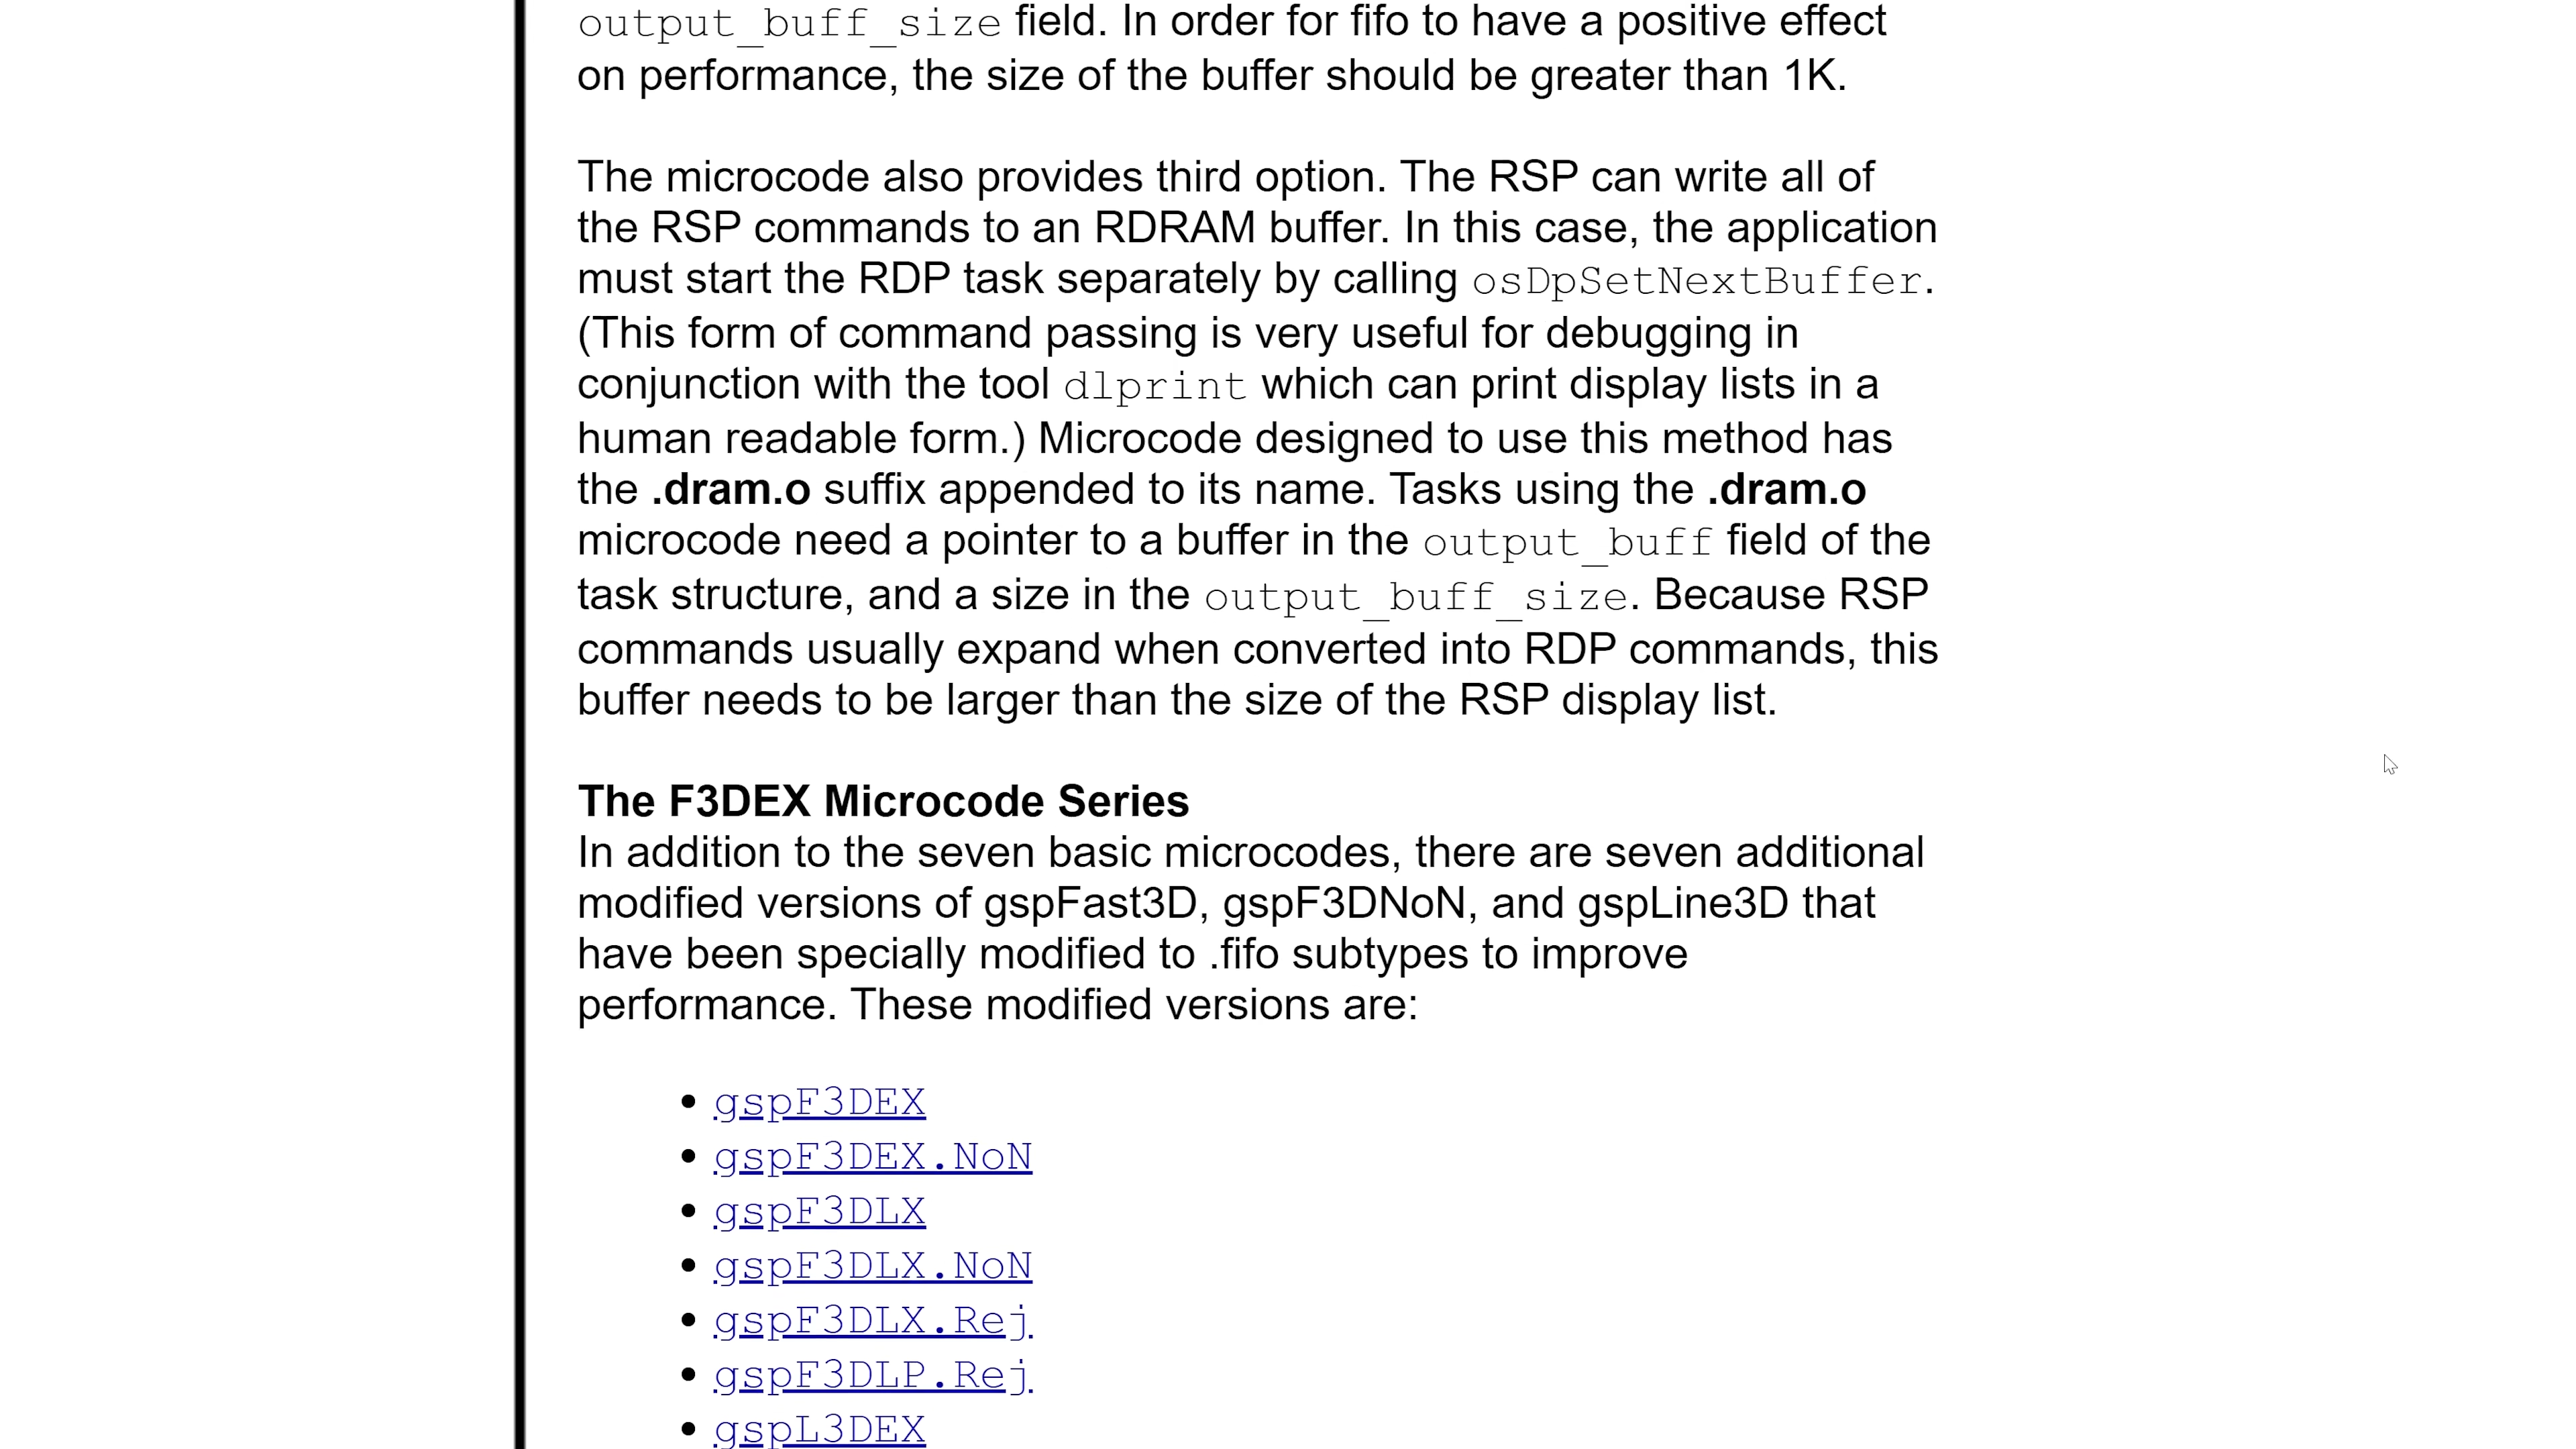 output_buff_size field. In order for fifo to have a positive effect
on performance, the size of the buffer should be greater than 1K.
The microcode also provides third option. The RSP can write all of
the RSP commands to an RDRAM buffer. In this case, the application
must start the RDP task separately by calling osDpSetNextBuffer.
(This form of command passing is very useful for debugging in
conjunction with the tool dlprint which can print display lists in a
human readable form.) Microcode designed to use this method has
the .dram.o suffix appended to its name. Tasks using the .dram.o
microcode need a pointer to a buffer in the output_buff field of the
task structure, and a size in the output_buff_size. Because RSP
commands usually expand when converted into RDP commands, this
buffer needs to be larger than the size of the RSP display list.
The F3DEX Microcode Series
In addition to the seven basic microcodes, there are seven additional
modified versions of gspFast3D, gspF3DNoN, and gspLine3D that
have been specially modified to .fifo subtypes to improve
performance. These modified versions are:
• gspF3DEX
• gspF3DEX.NoN
• gspF3DLX
• gspF3DLX.NoN
• gspF3DLX.Rej
• gspF3DLP.Rej
• gspL3DEX